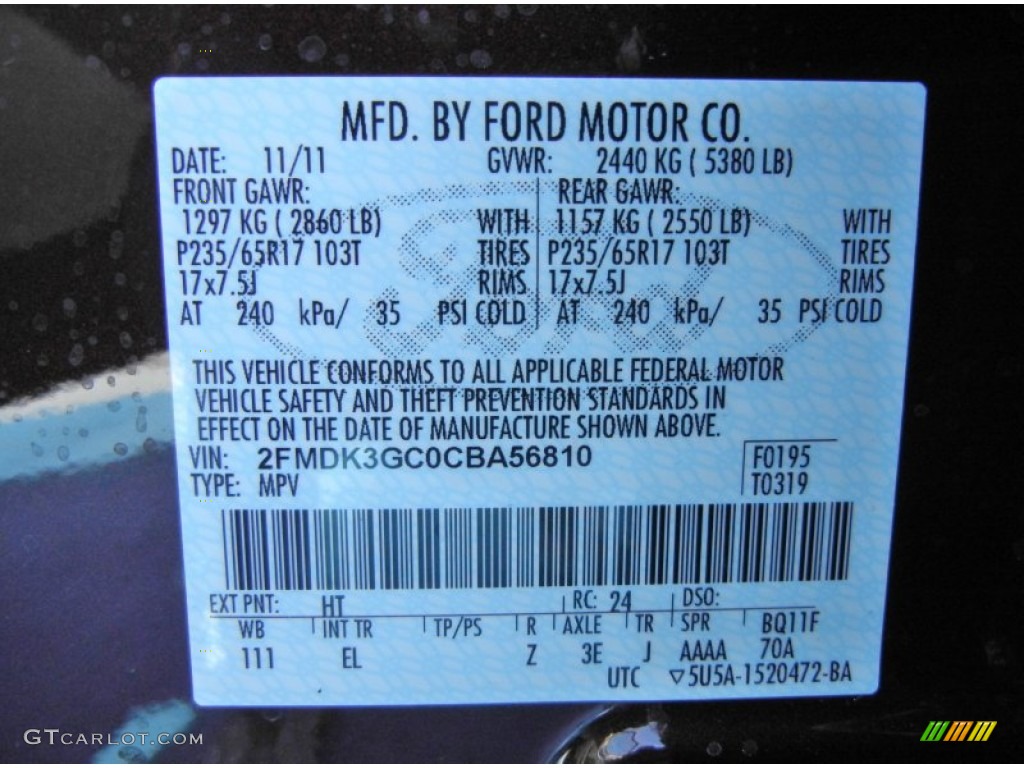 MFD. BY FORD MOTOR CO.
DATE: 11/11 GVWR: 2440 KG ( 5380 LB)
FRONT GAWR: REAR GAWR:
1297 KG ( 2860 LB) WITH 1157 KG ( 2550 LB) WITH
P235/65R17 103T TIRES P235/65R17 103T TIRES
17x7.5J RIMS 17x7.5J RIMS
AT 240 kPa/ 35 PSI COLD AT 240 kPa/ 35 PSI COLD
Ford
THIS VEHICLE CONFORMS TO ALL APPLICABLE FEDERAL MOTOR
VEHICLE SAFETY AND THEFT PREVENTION STANDARDS IN
EFFECT ON THE DATE OF MANUFACTURE SHOWN ABOVE.
VIN: 2FMDK3GC0CBA56810 F0195
TYPE: MPV T0319
EXT PNT: HT RC: 24 DSO:
WB INT TR TP/PS R AXLE TR SPR BQ11F
111 EL Z 3E J AAAA 70A
UTC ▽5U5A-1520472-BA
GTCARLOT.COM